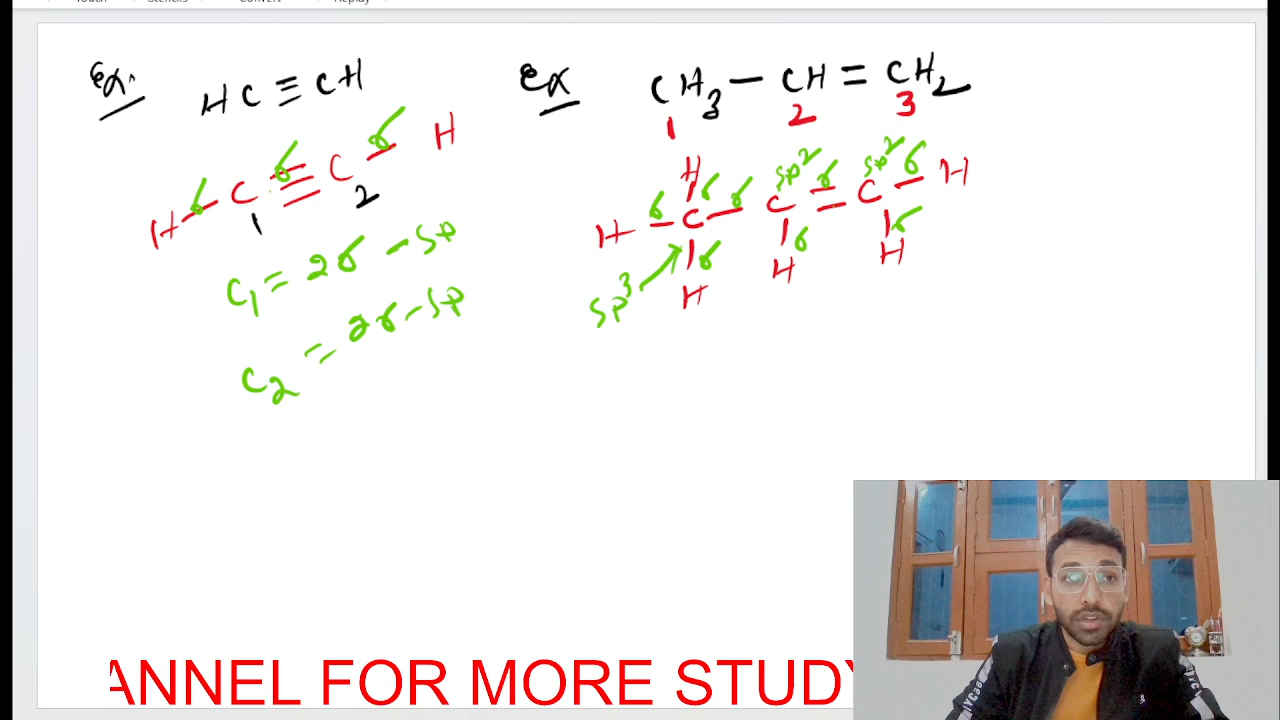 Ex:
HC ≡ CH
H - C ≡ C - H
σ σ σ
1 2
C1 = 2σ - SP
C2 = 2σ - SP
Ex
CH3 - CH = CH2
1 2 3
H SP2 SP2
σ σ σ σ σ
H - C - C = C - H
σ σ σ
SP3 H H H
ANNEL FOR MORE STUDY